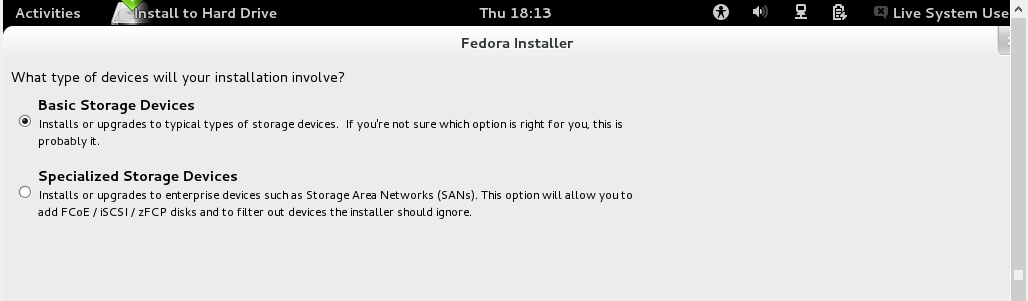 Activities Install to Hard Drive Thu 18:13 Live System Use
Fedora Installer
What type of devices will your installation involve?
Basic Storage Devices
Installs or upgrades to typical types of storage devices.  If you're not sure which option is right for you, this is
probably it.
Specialized Storage Devices
Installs or upgrades to enterprise devices such as Storage Area Networks (SANs). This option will allow you to
add FCoE / iSCSI / zFCP disks and to filter out devices the installer should ignore.